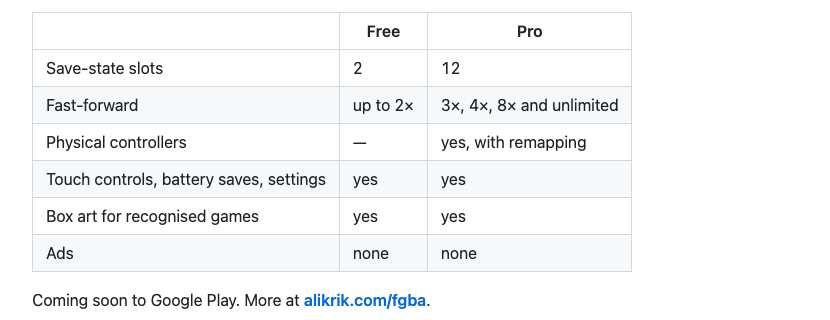 Free Pro
Save-state slots 2 12
Fast-forward up to 2× 3×, 4×, 8× and unlimited
Physical controllers — yes, with remapping
Touch controls, battery saves, settings yes yes
Box art for recognised games yes yes
Ads none none
Coming soon to Google Play. More at alikrik.com/fgba.